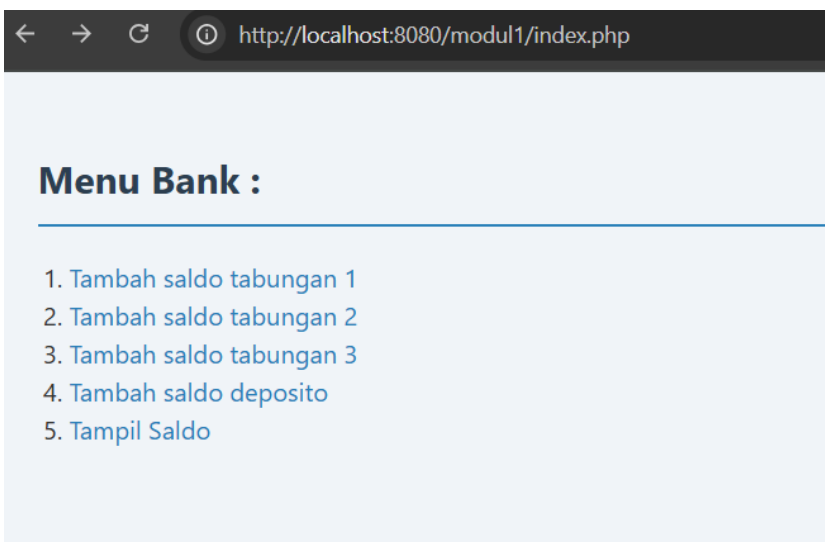 http://localhost:8080/modul1/index.php
Menu Bank :
1. Tambah saldo tabungan 1
2. Tambah saldo tabungan 2
3. Tambah saldo tabungan 3
4. Tambah saldo deposito
5. Tampil Saldo